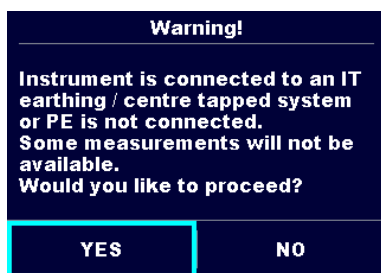 Warning!
Instrument is connected to an IT
earthing / centre tapped system
or PE is not connected.
Some measurements will not be
available.
Would you like to proceed?
YES
NO